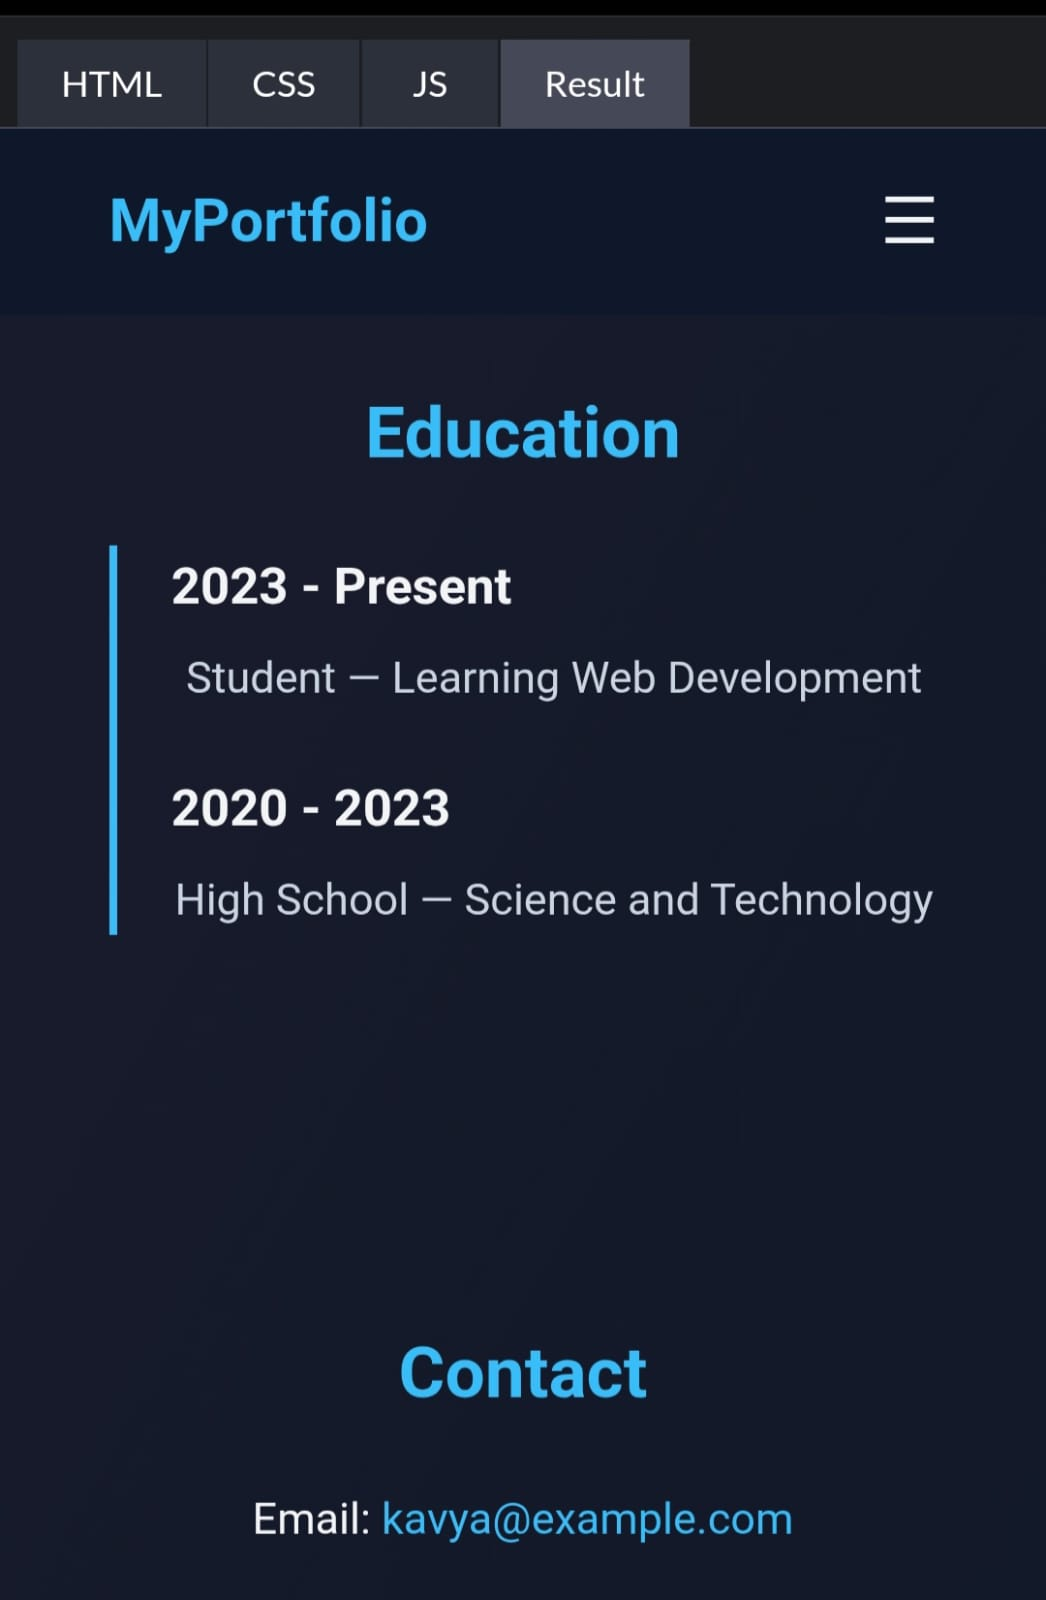 HTML CSS JS Result
MyPortfolio ☰
Education
2023 - Present
Student — Learning Web Development
2020 - 2023
High School — Science and Technology
Contact
Email: kavya@example.com